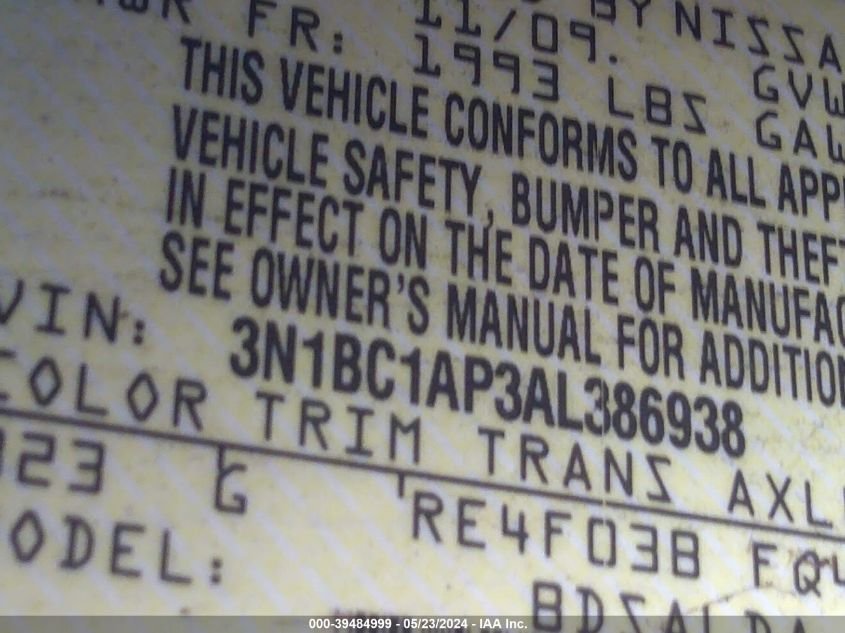 BY NISSA
FR: 11/09. GVW
1993 LBS GAW
THIS VEHICLE CONFORMS TO ALL APP
VEHICLE SAFETY, BUMPER AND THEFT
IN EFFECT ON THE DATE OF MANUFAC
SEE OWNER'S MANUAL FOR ADDITION
VIN: 3N1BC1AP3AL386938
COLOR TRIM TRANS AXL
G RE4F03B
ODEL:
000-39484999 - 05/23/2024 - IAA Inc.